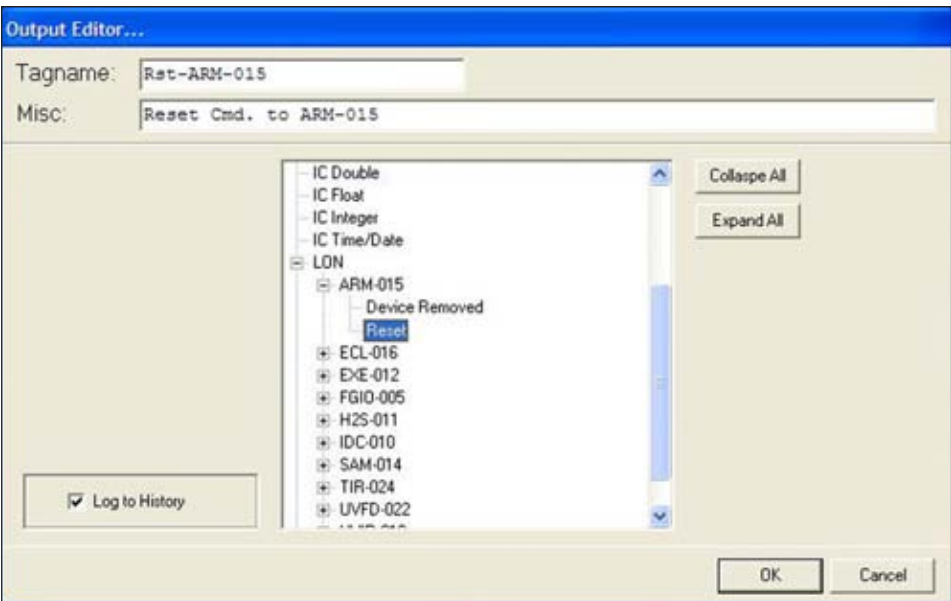 Output Editor...
Tagname: Rst-ARM-015
Misc: Reset Cmd. to ARM-015
IC Double
IC Float
IC Integer
IC Time/Date
LON
ARM-015
Device Removed
Reset
ECL-016
EXE-012
FGIO-005
H2S-011
IDC-010
SAM-014
TIR-024
UVFD-022
Collaspe All
Expand All
Log to History
OK Cancel